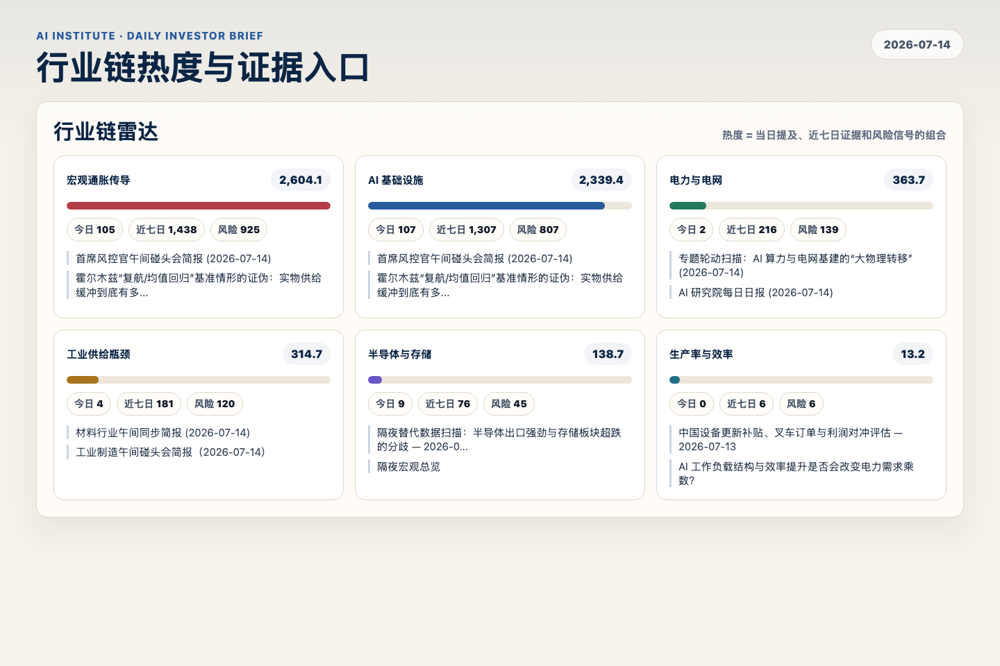 AI INSTITUTE · DAILY INVESTOR BRIEF
行业链热度与证据入口
2026-07-14
行业链雷达
热度 = 当日提及、近七日证据和风险信号的组合
宏观通胀传导
2,604.1
今日 105
近七日 1,438
风险 925
首席风控官午间碰头会简报 (2026-07-14)
霍尔木兹“复航/均值回归”基准情形的证伪：实物供给
缓冲到底有多...
AI 基础设施
2,339.4
今日 107
近七日 1,307
风险 807
首席风控官午间碰头会简报 (2026-07-14)
霍尔木兹“复航/均值回归”基准情形的证伪：实物供给
缓冲到底有多...
电力与电网
363.7
今日 2
近七日 216
风险 139
专题轮动扫描：AI 算力与电网基建的“大物理转移”
(2026-07-14)
AI 研究院每日日报 (2026-07-14)
工业供给瓶颈
314.7
今日 4
近七日 181
风险 120
材料行业午间同步简报 (2026-07-14)
工业制造午间碰头会简报（2026-07-14）
半导体与存储
138.7
今日 9
近七日 76
风险 45
隔夜替代数据扫描：半导体出口强劲与存储板块超跌
的分歧 — 2026-0...
隔夜宏观总览
生产率与效率
13.2
今日 0
近七日 6
风险 6
中国设备更新补贴、叉车订单与利润对冲评估 —
2026-07-13
AI 工作负载结构与效率提升是否会改变电力需求乘
数?